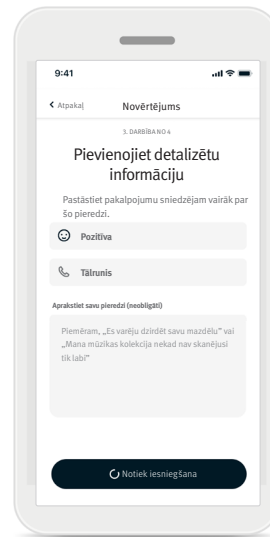 9:41
Atpakaļ
Novērtējums
3. DARBĪBA NO 4
Pievienojiet detalizētu
informāciju
Pastāstiet pakalpojumu sniedzējam vairāk par
šo pieredzi.
Pozitīva
Tālrunis
Aprakstiet savu pieredzi (neobligāti)
Piemēram, „Es varēju dzirdēt savu mazdēlu” vai
„Mana mūzikas kolekcija nekad nav skanējusi
tik labi”
Notiek iesniegšana